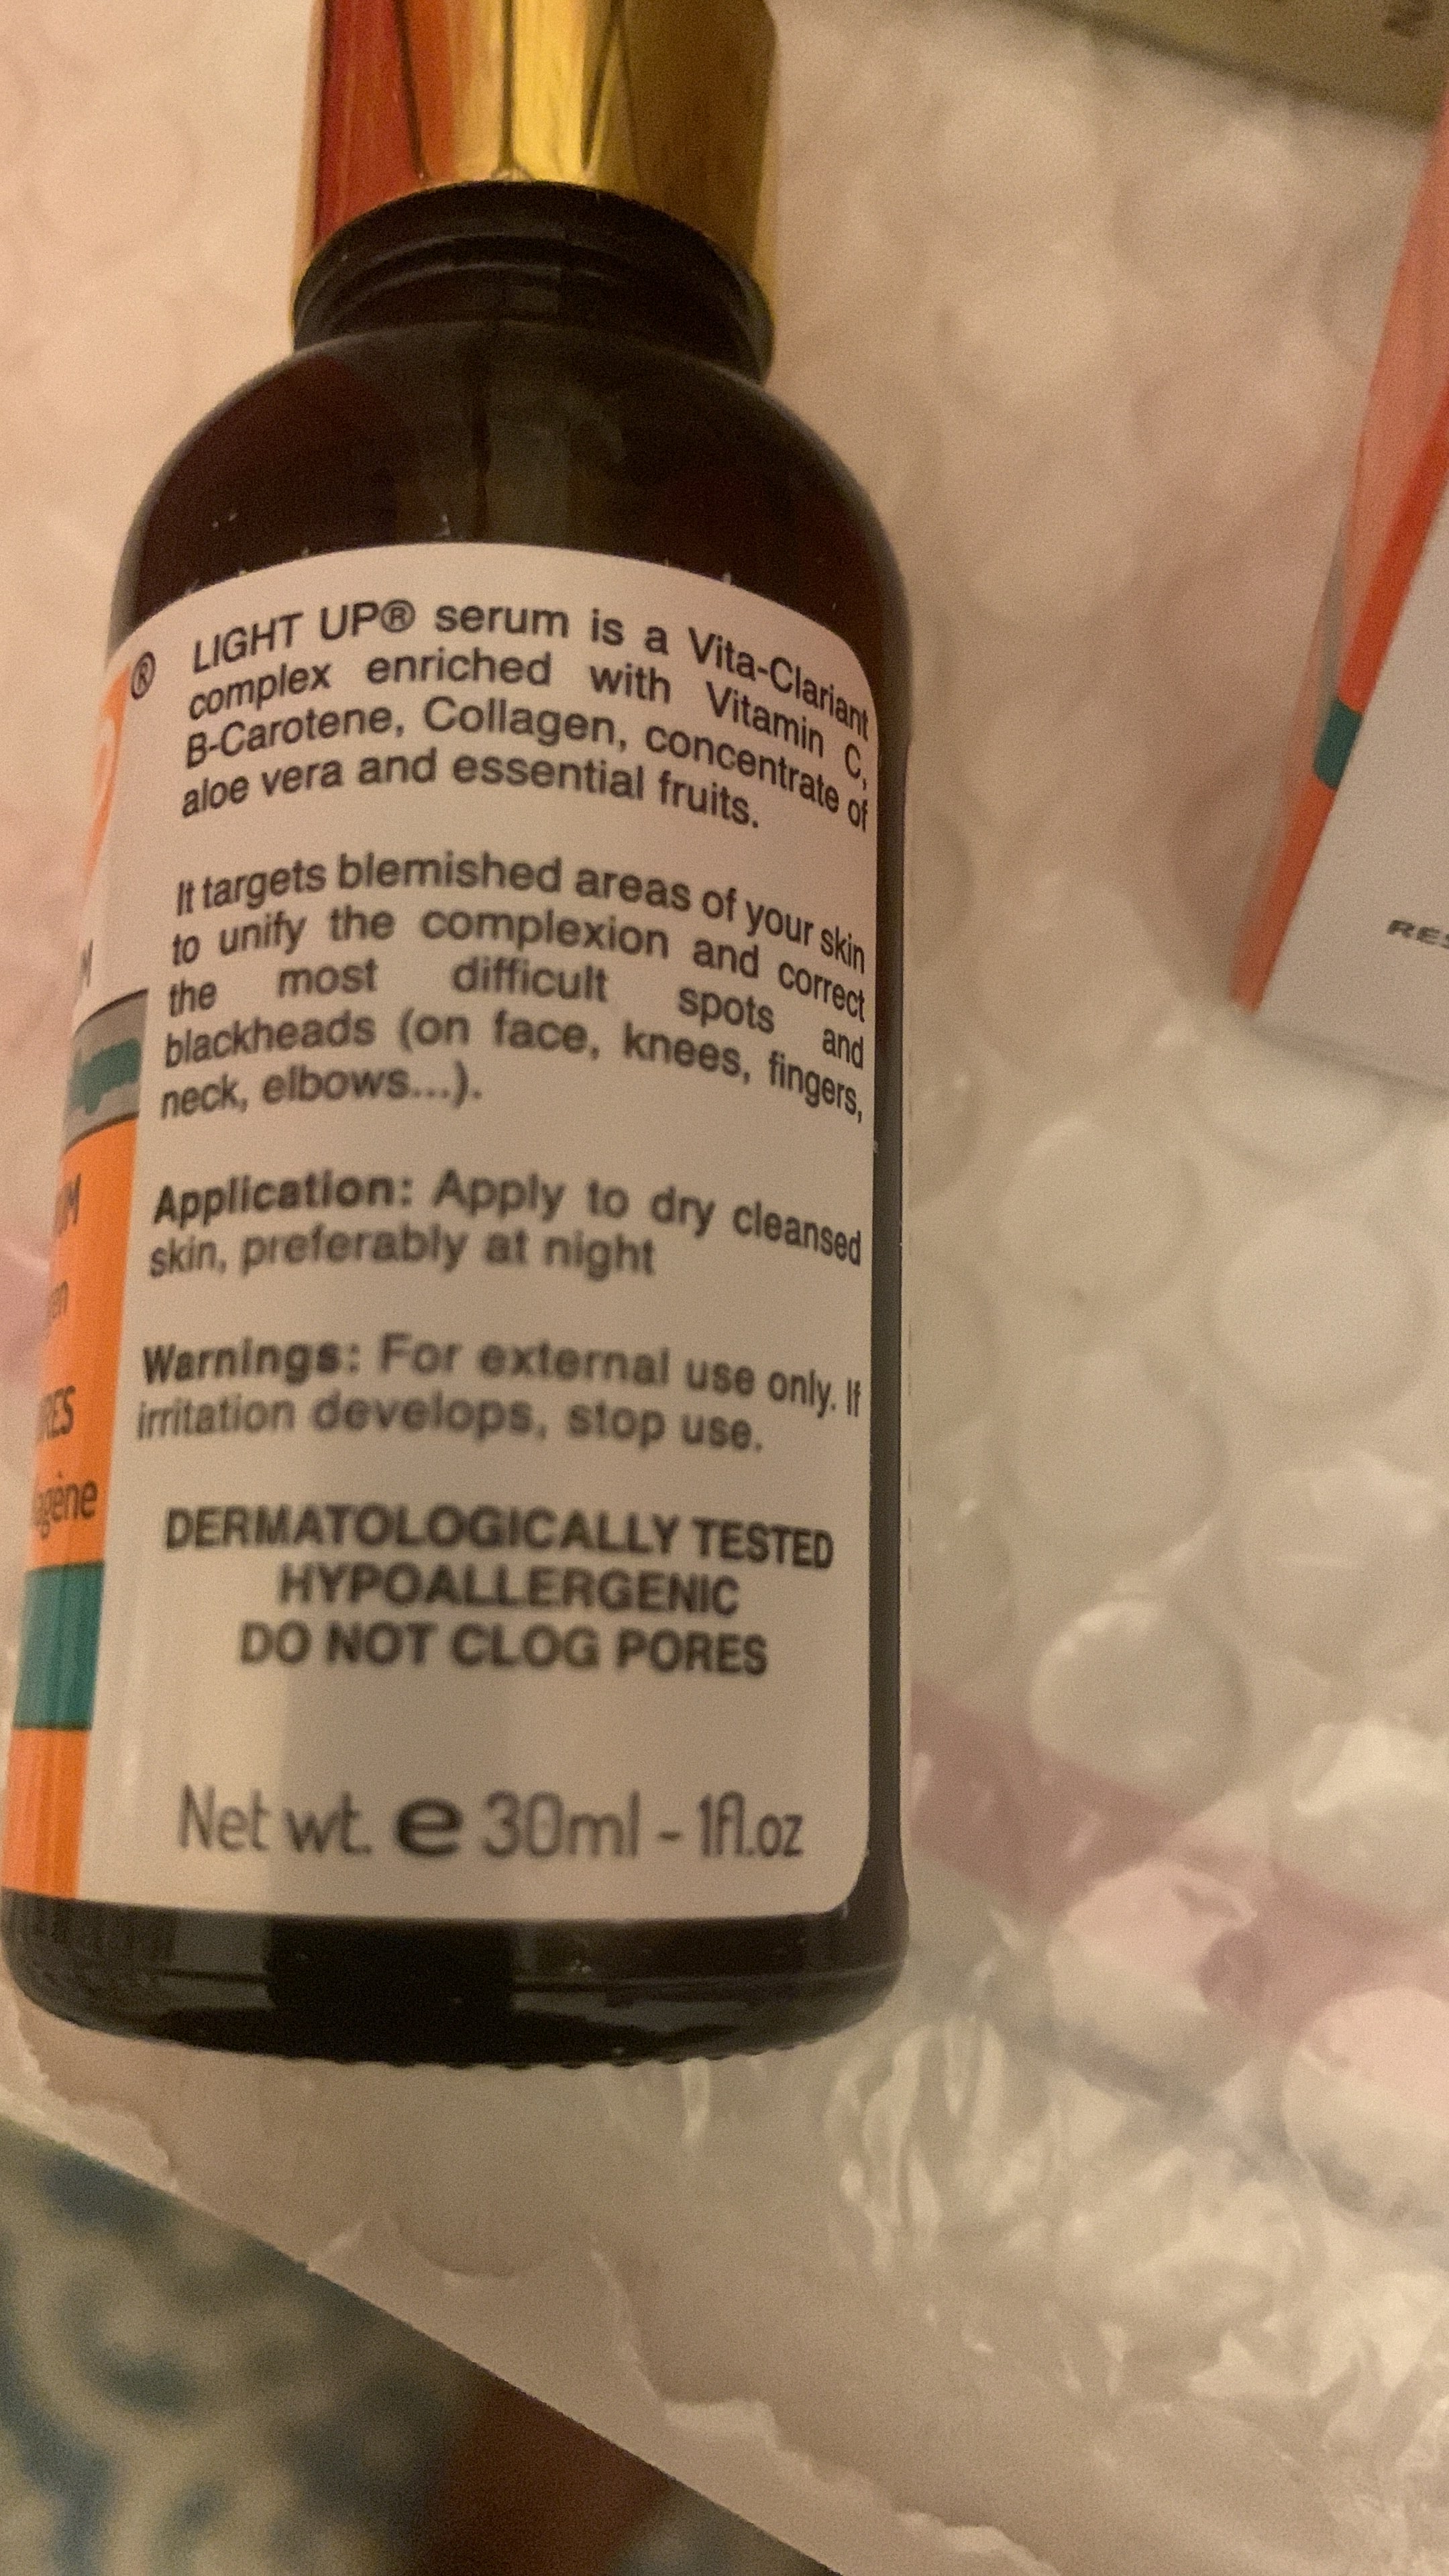 LIGHT UP® serum is a Vita-Clariant
complex enriched with Vitamin C,
B-Carotene, Collagen, concentrate of
aloe vera and essential fruits.
It targets blemished areas of your skin
to unify the complexion and correct
the most difficult spots and
blackheads (on face, knees, fingers,
neck, elbows...).
Application: Apply to dry cleansed
skin, preferably at night
Warnings: For external use only. If
irritation develops, stop use.
DERMATOLOGICALLY TESTED
HYPOALLERGENIC
DO NOT CLOG PORES
Net wt. e 30ml - 1fl.oz
®